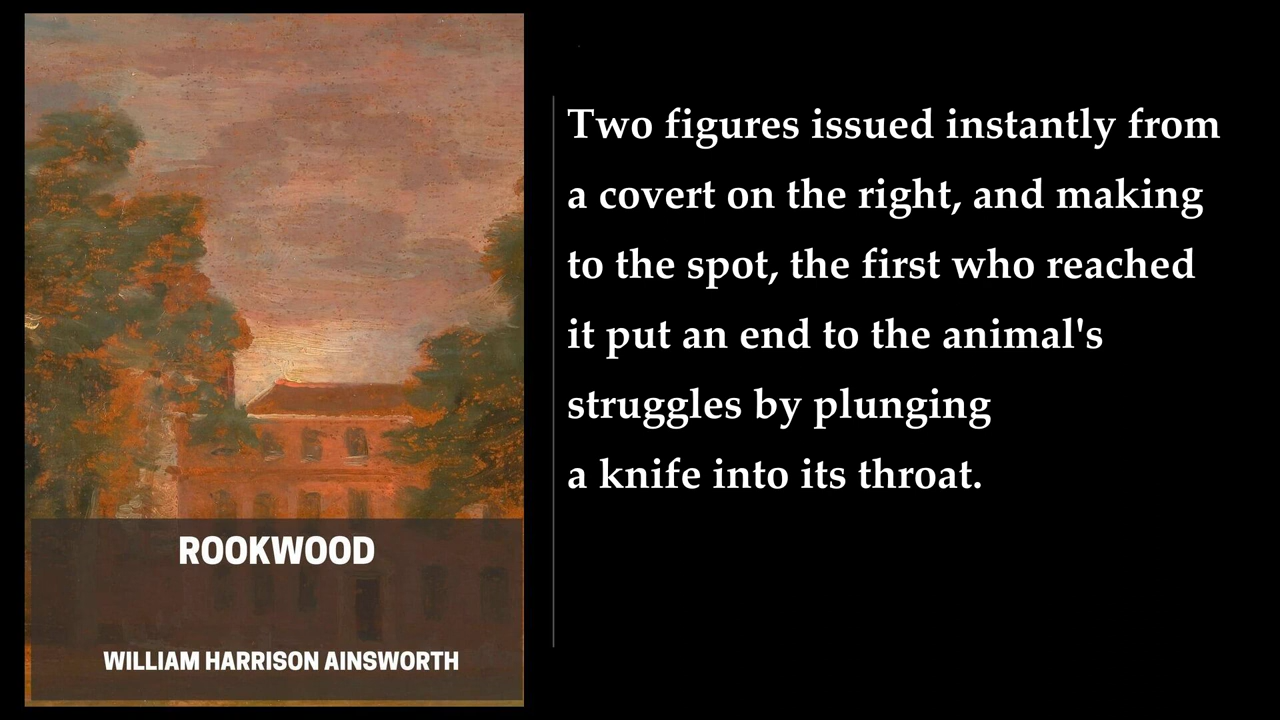 ROOKWOOD
WILLIAM HARRISON AINSWORTH
Two figures issued instantly from
a covert on the right, and making
to the spot, the first who reached
it put an end to the animal's
struggles by plunging
a knife into its throat.